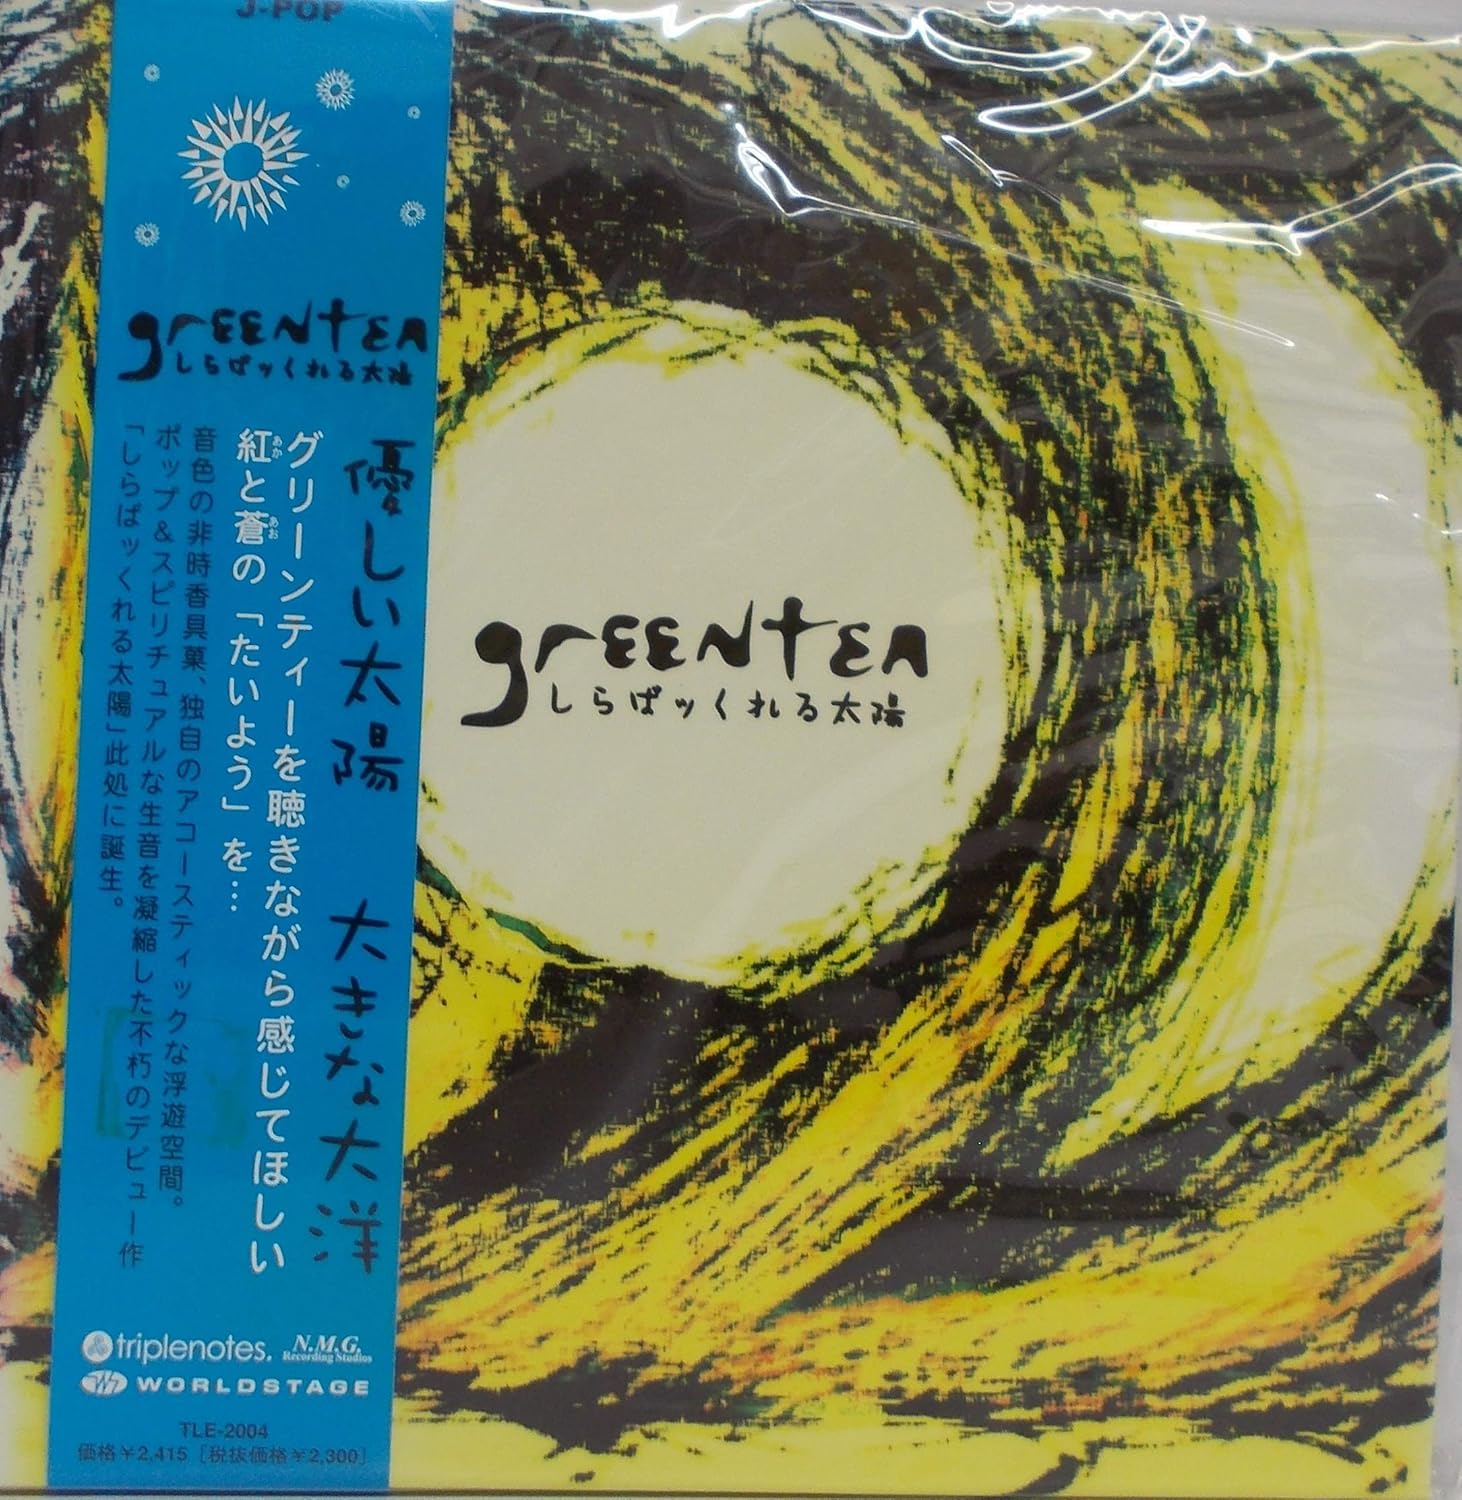 J-POP
greentea
しらぱッくれる太陽
優しい太陽 大きな大洋
グリーンティーを聴きながら感じてほしい
紅と蒼の「たいよう」を…
あか
あお
音色の非時香具菓、独自のアコースティックな浮遊空間。
ポップ&スピリチュアルな生音を凝縮した不朽のデビュー作
「しらぱッくれる太陽」此処に誕生。
triplenotes.
N.M.G.
Recording Studios
WORLDSTAGE
TLE-2004
価格￥2,415［税抜価格￥2,300］
greentea
しらぱッくれる太陽